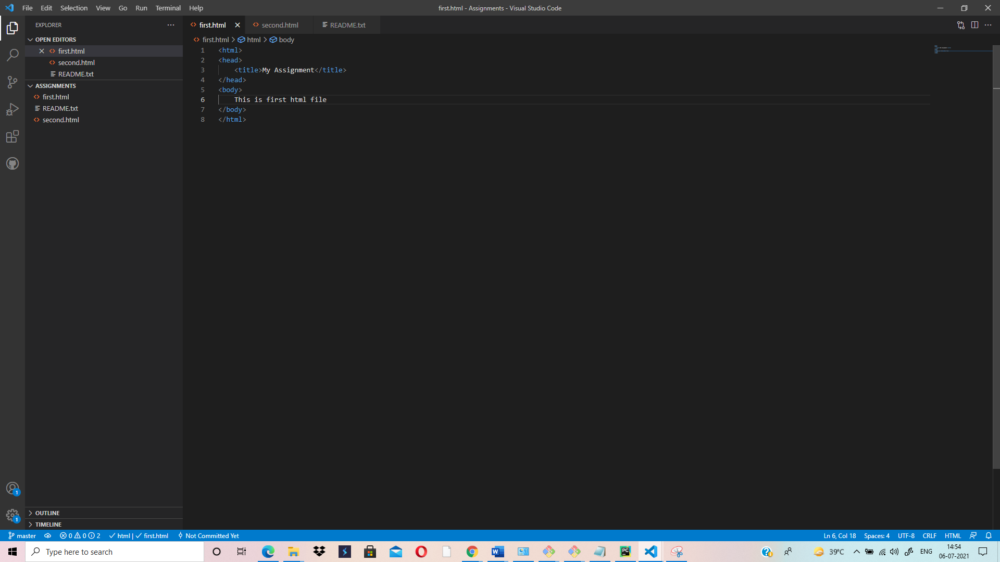 File Edit Selection View Go Run Terminal Help
first.html - Assignments - Visual Studio Code
EXPLORER
OPEN EDITORS
first.html
second.html
README.txt
ASSIGNMENTS
first.html
README.txt
second.html
OUTLINE
TIMELINE
first.html second.html README.txt
first.html > html > body
1 <html>
2 <head>
3 <title>My Assignment</title>
4 </head>
5 <body>
6 This is first html file
7 </body>
8 </html>
1
1
master 0 0 2 html | first.html Not Committed Yet
Ln 6, Col 18 Spaces: 4 UTF-8 CRLF HTML
Type here to search
W
PC
39°C
ENG
14:54
06-07-2021